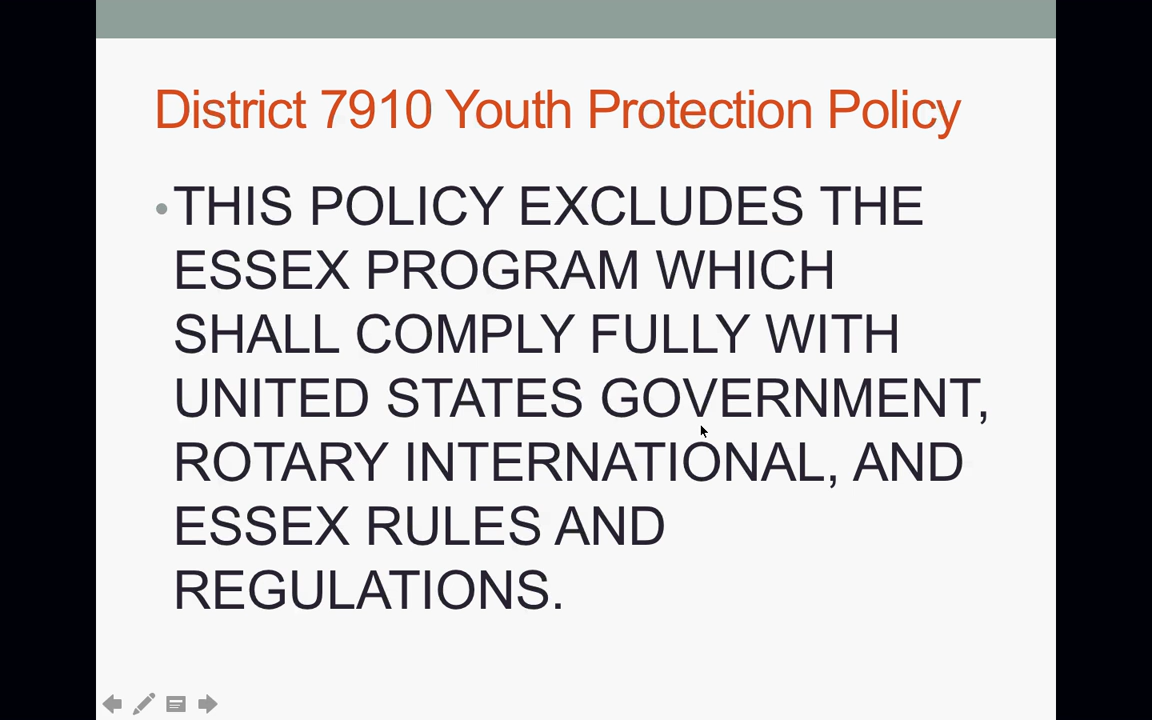 District 7910 Youth Protection Policy
•THIS POLICY EXCLUDES THE
ESSEX PROGRAM WHICH
SHALL COMPLY FULLY WITH
UNITED STATES GOVERNMENT,
ROTARY INTERNATIONAL, AND
ESSEX RULES AND
REGULATIONS.